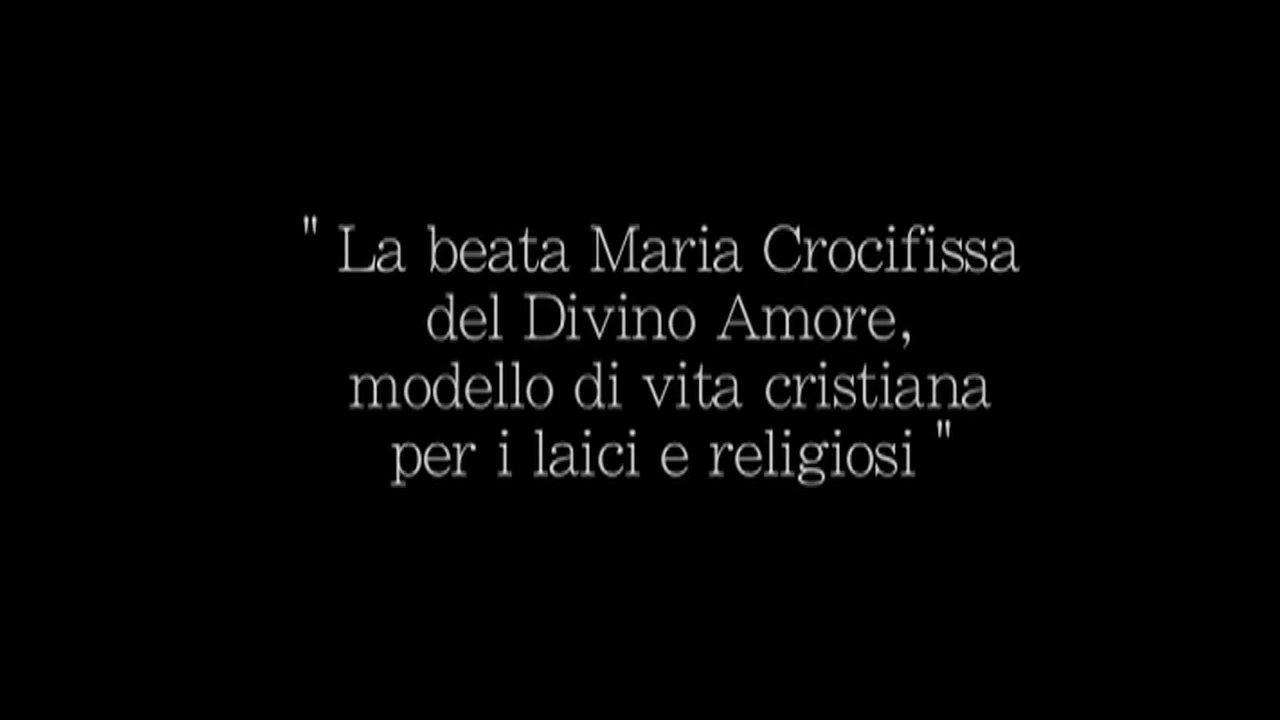 " La beata Maria Crocifissa
del Divino Amore,
modello di vita cristiana
per i laici e religiosi "